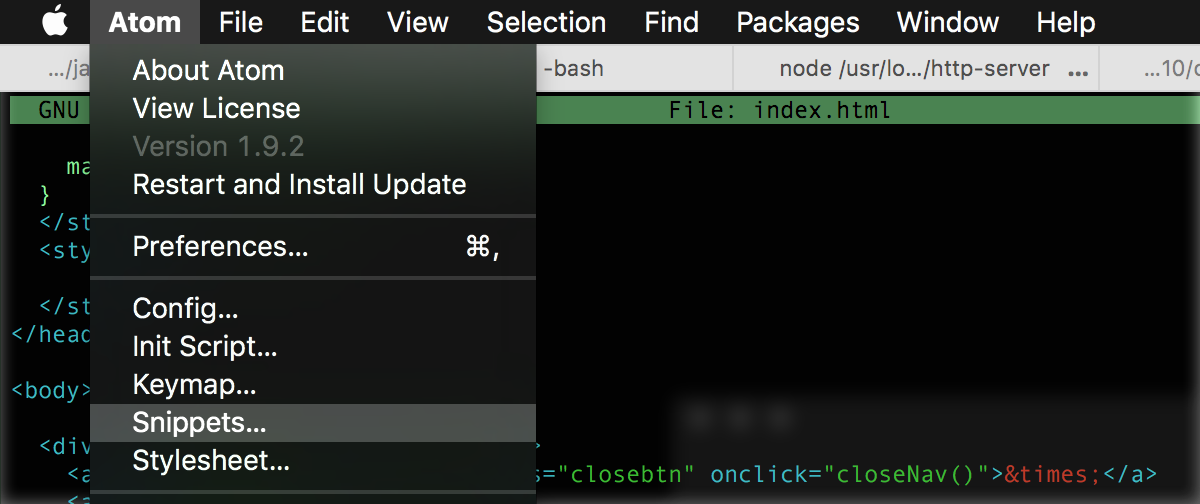 Atom File Edit View Selection Find Packages Window Help
About Atom
…/ja -bash node /usr/lo…/http-server ... …10/c
View License
GNU File: index.html
Version 1.9.2
ma
Restart and Install Update
}
</st
<sty
Preferences… ⌘,
</st
Config…
</head
Init Script…
Keymap…
<body>
Snippets…
<div >
Stylesheet…
<a s="closebtn" onclick="closeNav()">&times;</a>
<a